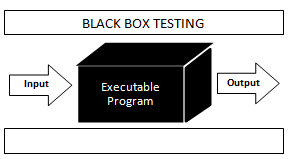 BLACK BOX TESTING
Input
Executable
Program
Output